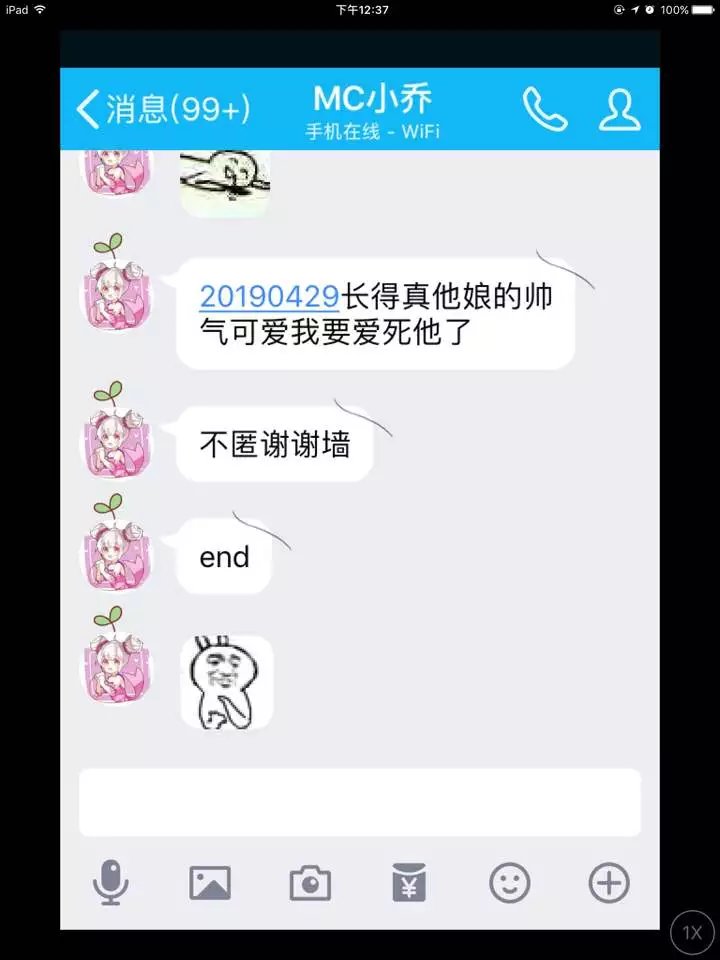 iPad 下午12:37 100%
消息(99+) MC小乔
手机在线 - WiFi
20190429长得真他娘的帅
气可爱我要爱死他了
不匿谢谢墙
end
¥
1X